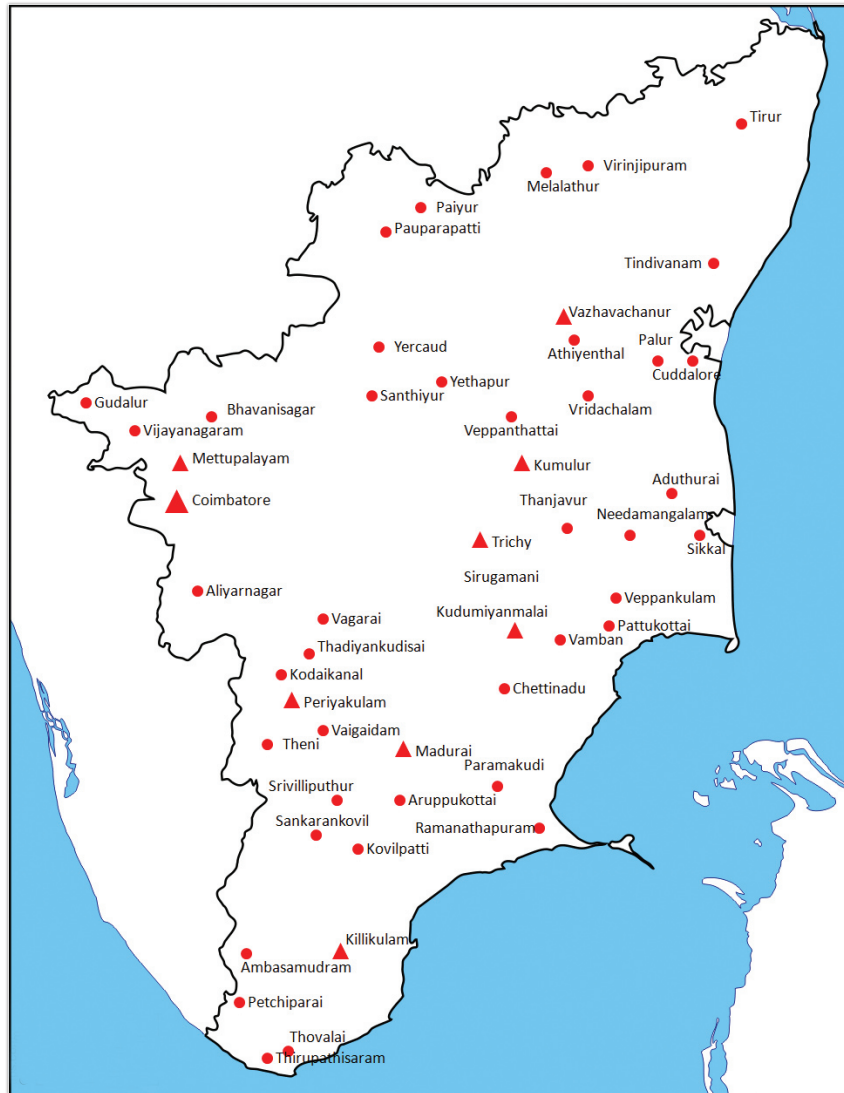 Tirur
Virinjipuram
Melalathur
Paiyur
Pauparapatti
Tindivanam
Vazhavachanur
Palur
Yercaud
Athiyenthal
Cuddalore
Yethapur
Santhiyur
Gudalur
Vridachalam
Bhavanisagar
Veppanthattai
Vijayanagaram
Mettupalayam
Kumulur
Aduthurai
Coimbatore
Thanjavur
Needamangalam
Trichy
Sikkal
Sirugamani
Aliyarnagar
Veppankulam
Kudumiyanmalai
Vagarai
Pattukottai
Vamban
Thadiyankudisai
Kodaikanal
Chettinadu
Periyakulam
Vaigaidam
Theni
Madurai
Paramakudi
Srivilliputhur
Aruppukottai
Sankarankovil
Ramanathapuram
Kovilpatti
Killikulam
Ambasamudram
Petchiparai
Thovalai
Thirupathisaram